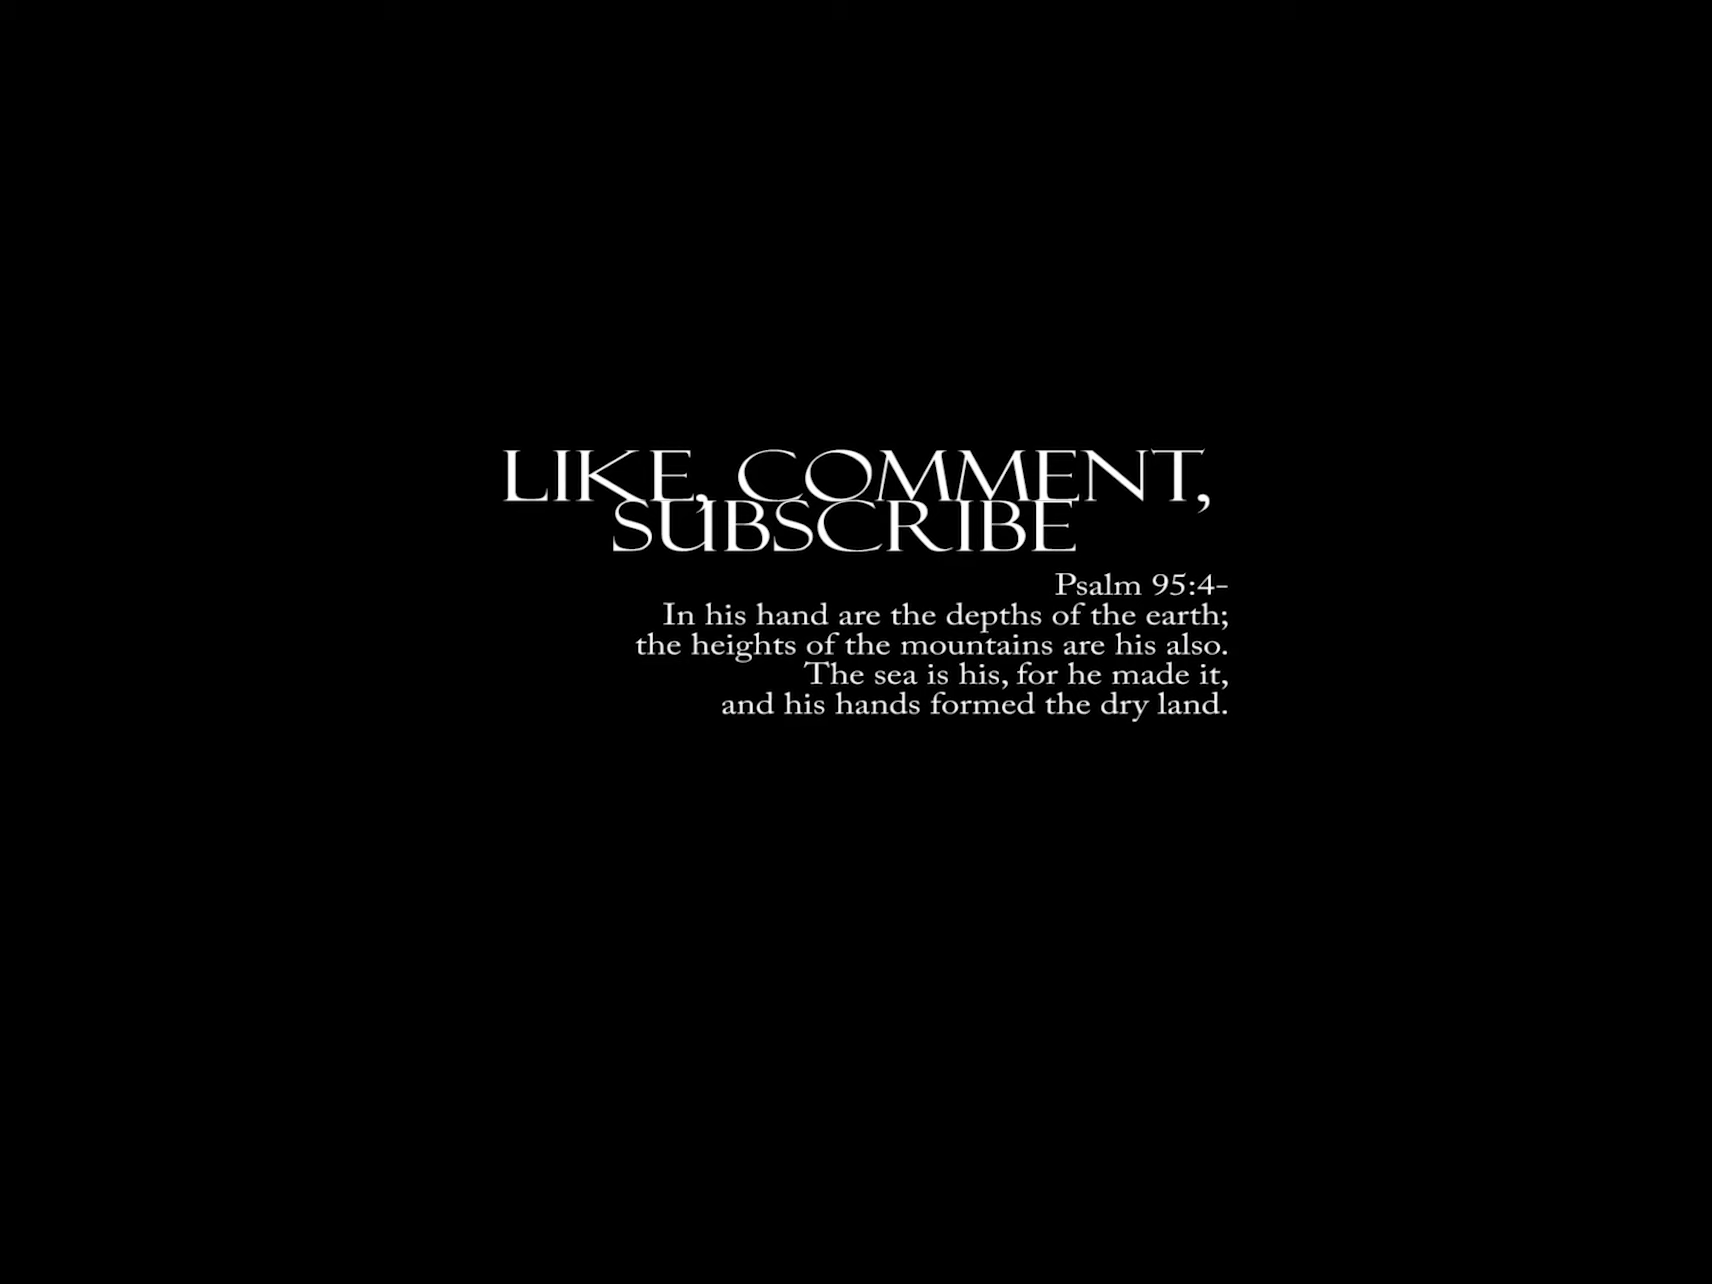 LIKE, COMMENT,
SUBSCRIBE
Psalm 95:4-
In his hand are the depths of the earth;
the heights of the mountains are his also.
The sea is his, for he made it,
and his hands formed the dry land.